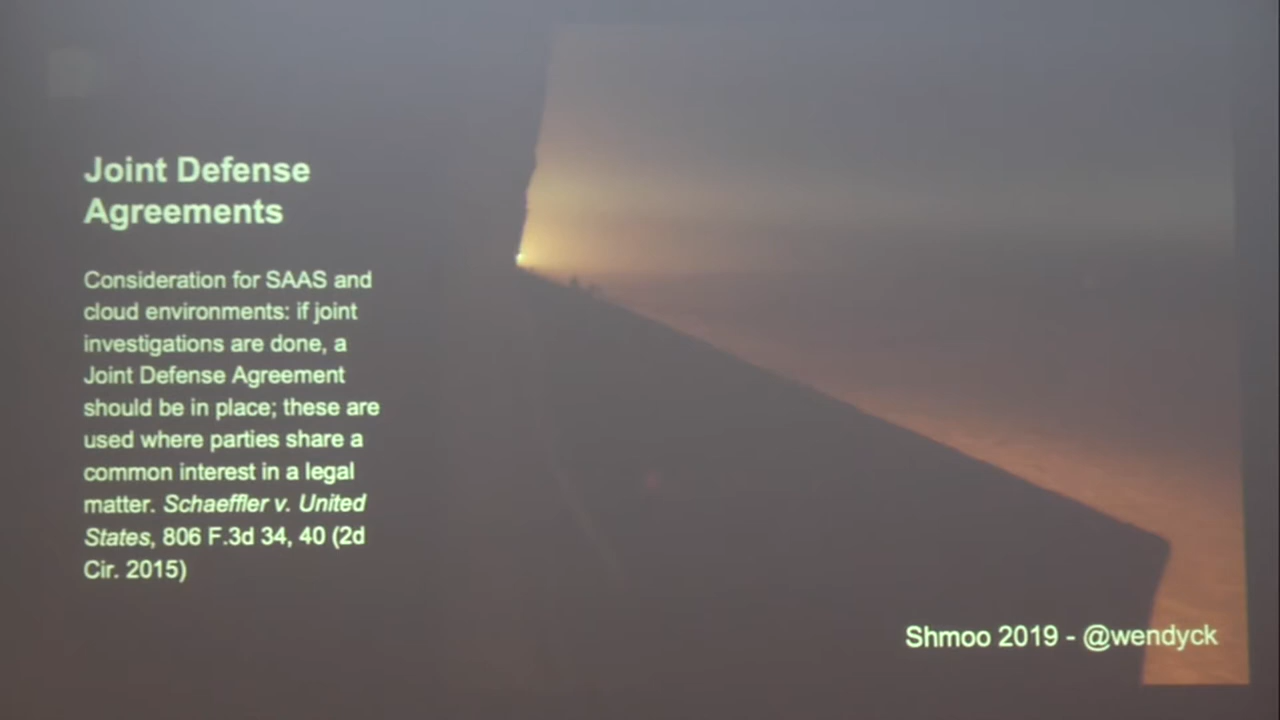 Joint Defense
Agreements
Consideration for SAAS and
cloud environments: if joint
investigations are done, a
Joint Defense Agreement
should be in place; these are
used where parties share a
common interest in a legal
matter. Schaeffler v. United
States, 806 F.3d 34, 40 (2d
Cir. 2015)
Shmoo 2019 - @wendyck